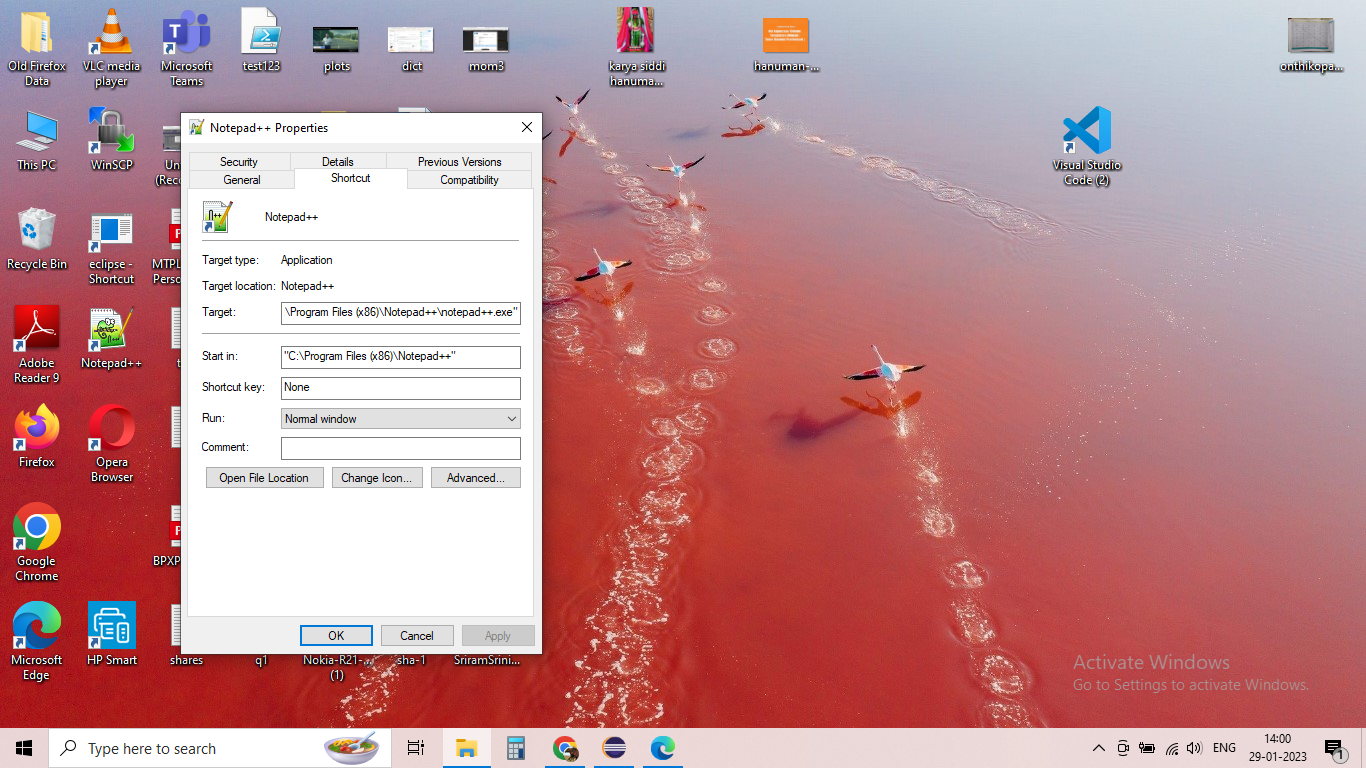 Old Firefox
Data
VLC media
player
Microsoft
Teams
test123
plots
dict
mom3
karya siddi
hanuma...
hanuman-...
onthikopa...
This PC
WinSCP
Visual Studio
Code (2)
Recycle Bin
eclipse -
Shortcut
Adobe
Reader 9
Notepad++
Firefox
Opera
Browser
Google
Chrome
Microsoft
Edge
HP Smart
shares
q1
Nokia-R21-...
(1)
sha-1
SriramSrini...
Notepad++ Properties
Security
Details
Previous Versions
General
Shortcut
Compatibility
Notepad++
Target type: Application
Target location: Notepad++
Target: \Program Files (x86)\Notepad++\notepad++.exe"
Start in: "C:\Program Files (x86)\Notepad++"
Shortcut key: None
Run: Normal window
Comment:
Open File Location
Change Icon...
Advanced...
OK
Cancel
Apply
Activate Windows
Go to Settings to activate Windows.
Type here to search
ENG
14:00
29-01-2023
1